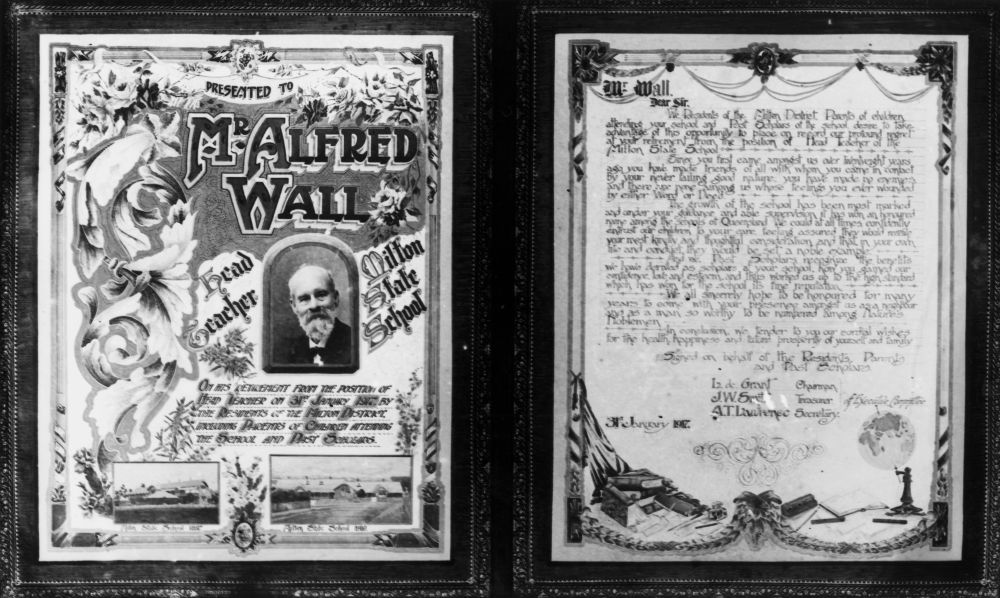 PRESENTED TO
MR. ALFRED
WALL
Head
Teacher
Milton
State
School
ON HIS RETIREMENT FROM THE POSITION OF
HEAD TEACHER ON 31ST JANUARY 1917, BY
THE RESIDENTS OF THE MILTON DISTRICT,
INCLUDING PARENTS OF CHILDREN ATTENDING
THE SCHOOL AND PAST SCHOLARS.
Milton State School
Milton State School
Mr. Wall.
Dear Sir.
We Residents of the Milton District, Parents of children
attending your school and Past Scholars of the school desire to take
advantage of this opportunity to place on record our profound regret
at your retirement from the position of Head Teacher of the
Milton State School
Since you first came amongst us over twenty eight years
ago you have made friends of all with whom you came in contact
by your never failing good nature, you have made no enemies
and there are none among us whose feelings you ever wounded
by either Word or Deed
The growth of the school has been most marked
and under your guidance and able supervision it has won an honoured
name among the schools of Queensland. We could at all times confidently
entrust our children to your care feeling assured they would receive
your most kindly and thoughtful consideration and that in your own
life and conduct they would be set a noble example
And we Past Scholars recognise the benefits
we have derived as scholars at your school, how you gained our
confidence, love and esteem, and thus worked us up to the high standard
which has won for the school its fine reputation
We all sincerely hope to be honoured for many
years to come with your presence amongst us as a neighbour
and as a man so worthy to be numbered among Nature's
Noblemen
In conclusion, we tender to you our cordial wishes
for the health, happiness and future prosperity of yourself and family
Signed on behalf of the Residents, Parents
and Past Scholars.
L. de Grant Chairman
J.W. Treasurer of Executive Committee
A.T. Lawrence Secretary.
31st January 1917.